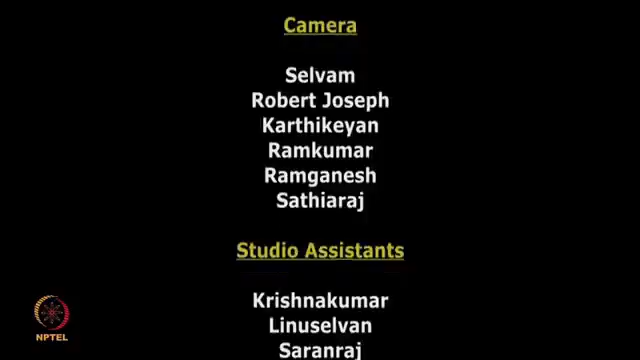 Camera
Selvam
Robert Joseph
Karthikeyan
Ramkumar
Ramganesh
Sathiaraj
Studio Assistants
Krishnakumar
Linuselvan
Saranraj
NPTEL